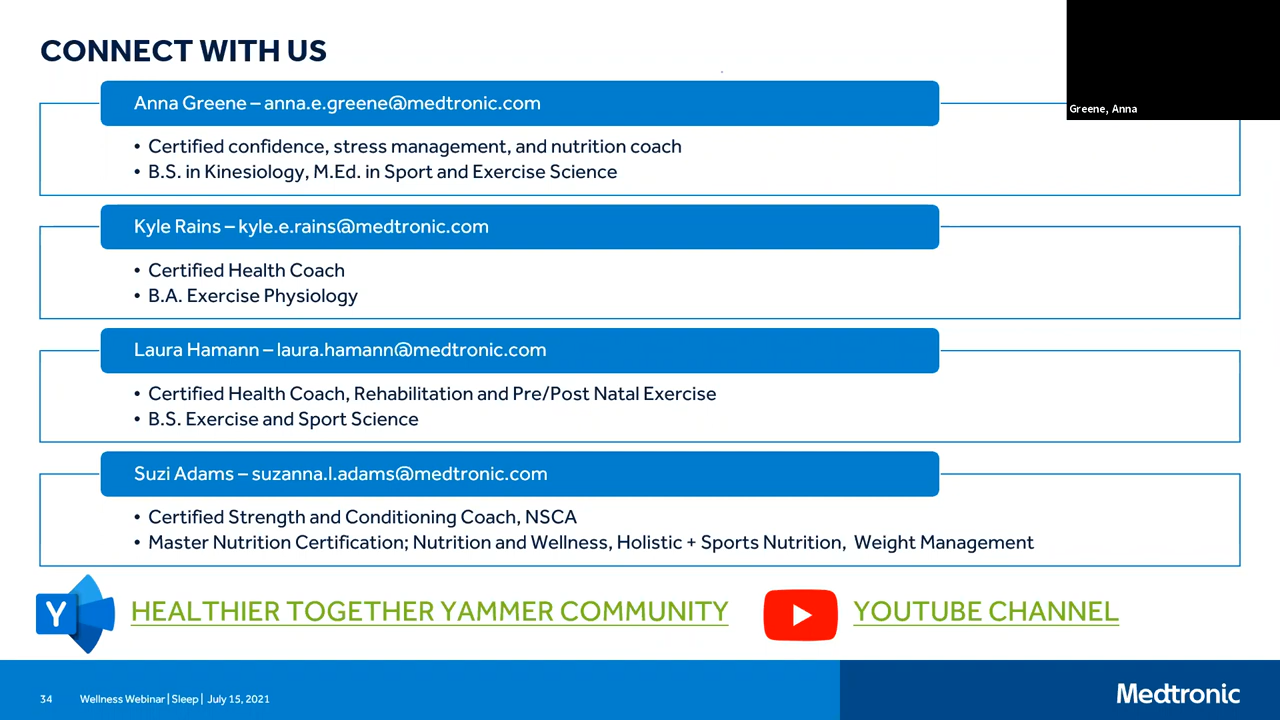 CONNECT WITH US
Greene, Anna
Anna Greene – anna.e.greene@medtronic.com
• Certified confidence, stress management, and nutrition coach
• B.S. in Kinesiology, M.Ed. in Sport and Exercise Science
Kyle Rains – kyle.e.rains@medtronic.com
• Certified Health Coach
• B.A. Exercise Physiology
Laura Hamann – laura.hamann@medtronic.com
• Certified Health Coach, Rehabilitation and Pre/Post Natal Exercise
• B.S. Exercise and Sport Science
Suzi Adams – suzanna.l.adams@medtronic.com
• Certified Strength and Conditioning Coach, NSCA
• Master Nutrition Certification; Nutrition and Wellness, Holistic + Sports Nutrition, Weight Management
Y
HEALTHIER TOGETHER YAMMER COMMUNITY
YOUTUBE CHANNEL
34 Wellness Webinar | Sleep | July 15, 2021
Medtronic